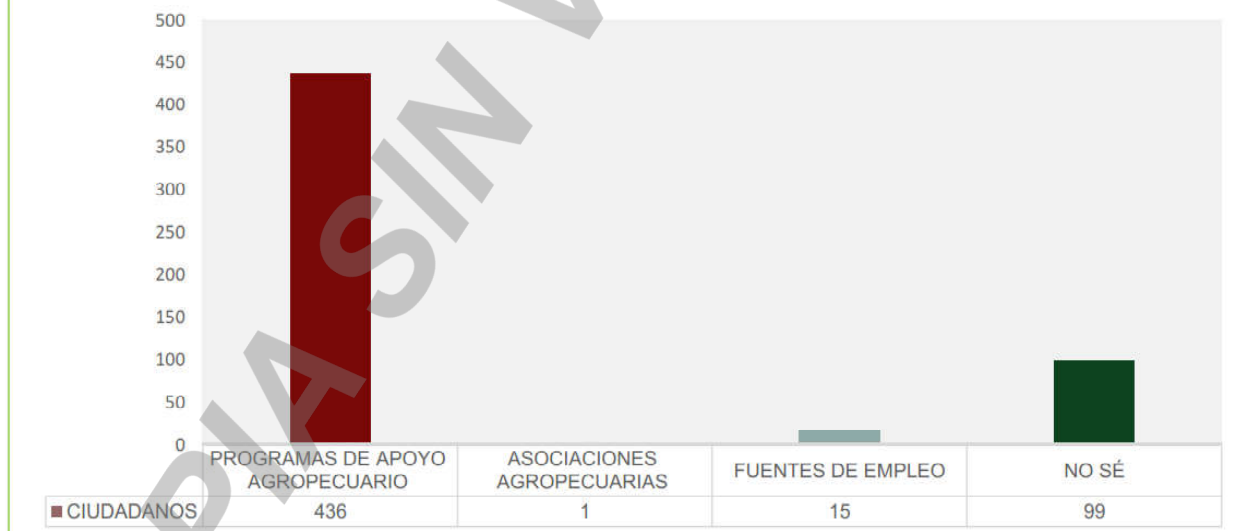 500
450
400
350
300
250
200
150
100
50
0
PROGRAMAS DE APOYO AGROPECUARIO
ASOCIACIONES AGROPECUARIAS
FUENTES DE EMPLEO
NO SÉ
CIUDADANOS 436 1 15 99
PIA SIN